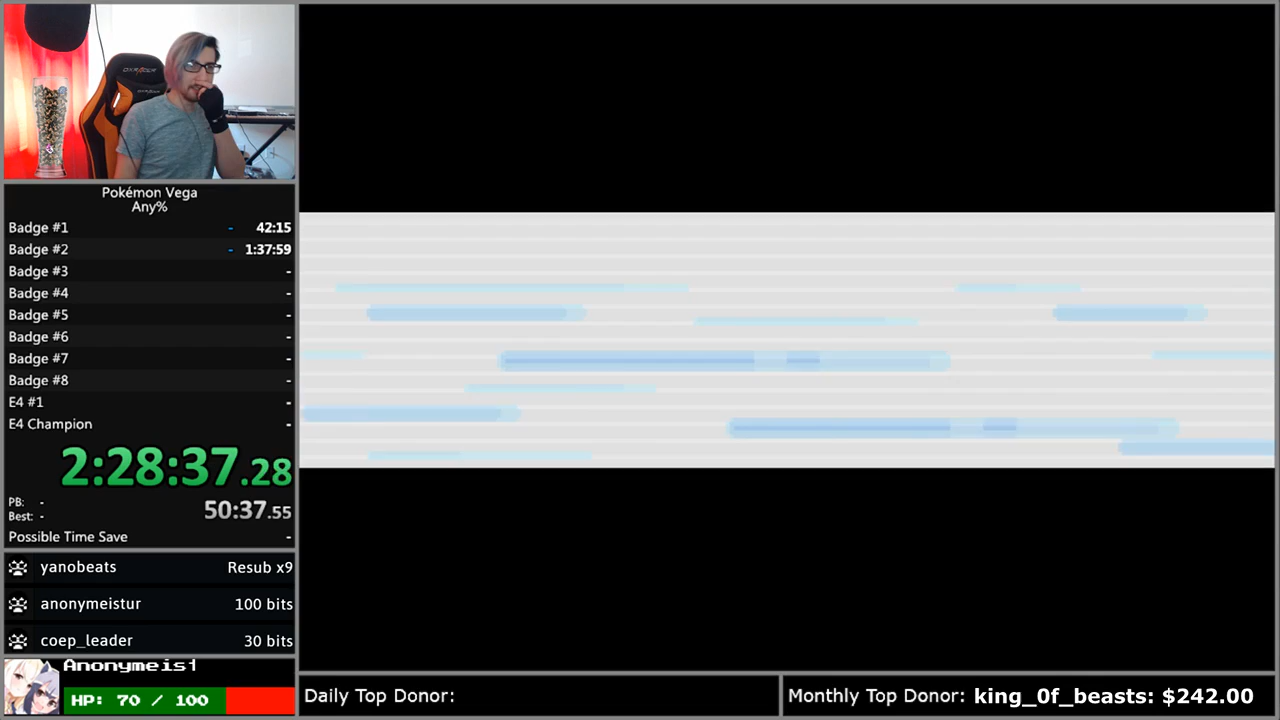 DXRACER
Pokémon Vega
Any%
Badge #1 - 42:15
Badge #2 - 1:37:59
Badge #3 -
Badge #4 -
Badge #5 -
Badge #6 -
Badge #7 -
Badge #8 -
E4 #1 -
E4 Champion -
2:28:37.28
PB: - 50:37.55
Best: -
Possible Time Save -
yanobeats Resub x9
anonymeistur 100 bits
coep_leader 30 bits
Anonymeist
HP: 70 / 100
Daily Top Donor:
Monthly Top Donor: king_0f_beasts: $242.00